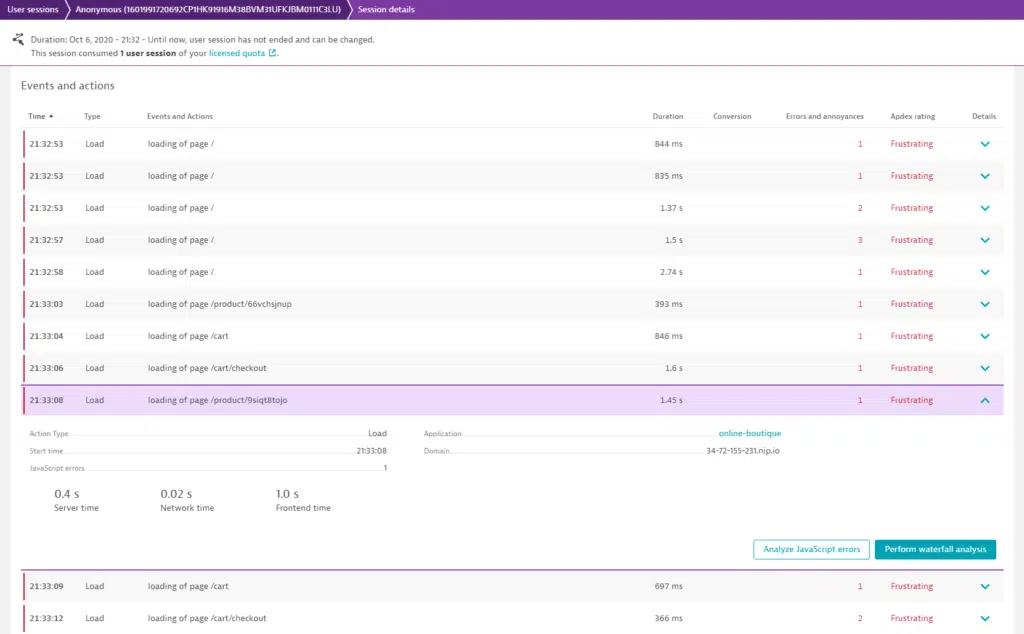 User sessions Anonymous (1601991720692CP1HK91916M38BVM31UFKJBM0111C3LU) Session details
Duration: Oct 6, 2020 - 21:32 - Until now, user session has not ended and can be changed.
This session consumed 1 user session of your licensed quota.
Events and actions
Time Type Events and Actions Duration Conversion Errors and annoyances Apdex rating Details
21:32:53 Load loading of page / 844 ms 1 Frustrating
21:32:53 Load loading of page / 835 ms 1 Frustrating
21:32:53 Load loading of page / 1.37 s 2 Frustrating
21:32:57 Load loading of page / 1.5 s 3 Frustrating
21:32:58 Load loading of page / 2.74 s 1 Frustrating
21:33:03 Load loading of page /product/66vchsjnup 393 ms 1 Frustrating
21:33:04 Load loading of page /cart 846 ms 1 Frustrating
21:33:06 Load loading of page /cart/checkout 1.6 s 1 Frustrating
21:33:08 Load loading of page /product/9siqt8tojo 1.45 s 1 Frustrating
Action Type Load Application online-boutique
Start time 21:33:08 Domain 34-72-155-231.nip.io
JavaScript errors 1
0.4 s 0.02 s 1.0 s
Server time Network time Frontend time
Analyze JavaScript errors Perform waterfall analysis
21:33:09 Load loading of page /cart 697 ms 1 Frustrating
21:33:12 Load loading of page /cart/checkout 366 ms 2 Frustrating